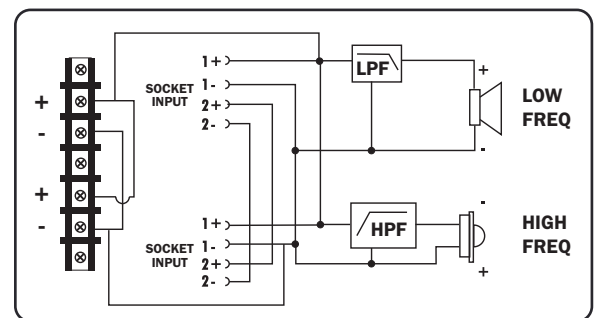 +
-
+
-
SOCKET
INPUT
1+
1-
2+
2-
SOCKET
INPUT
1+
1-
2+
2-
LPF
+
-
LOW
FREQ
HPF
-
+
HIGH
FREQ